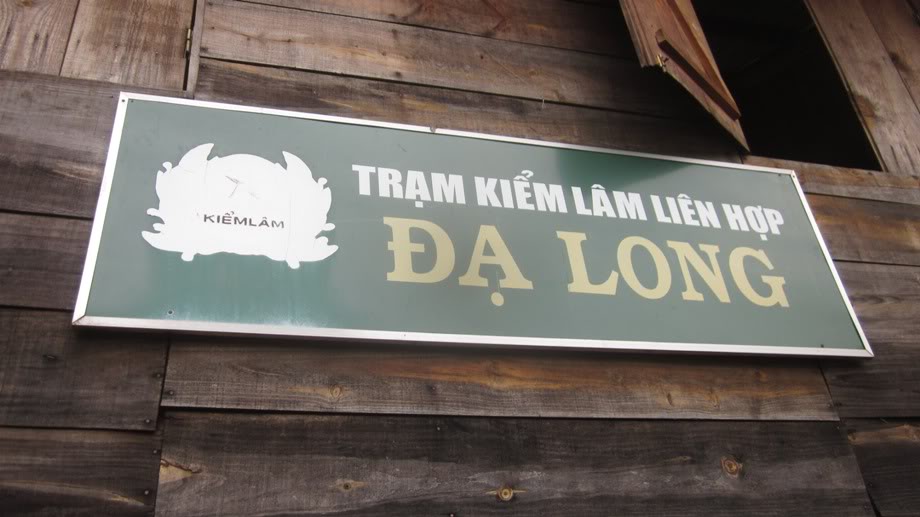 KIỂMLÂM
TRẠM KIỂM LÂM LIÊN HỢP
ĐẠ LONG